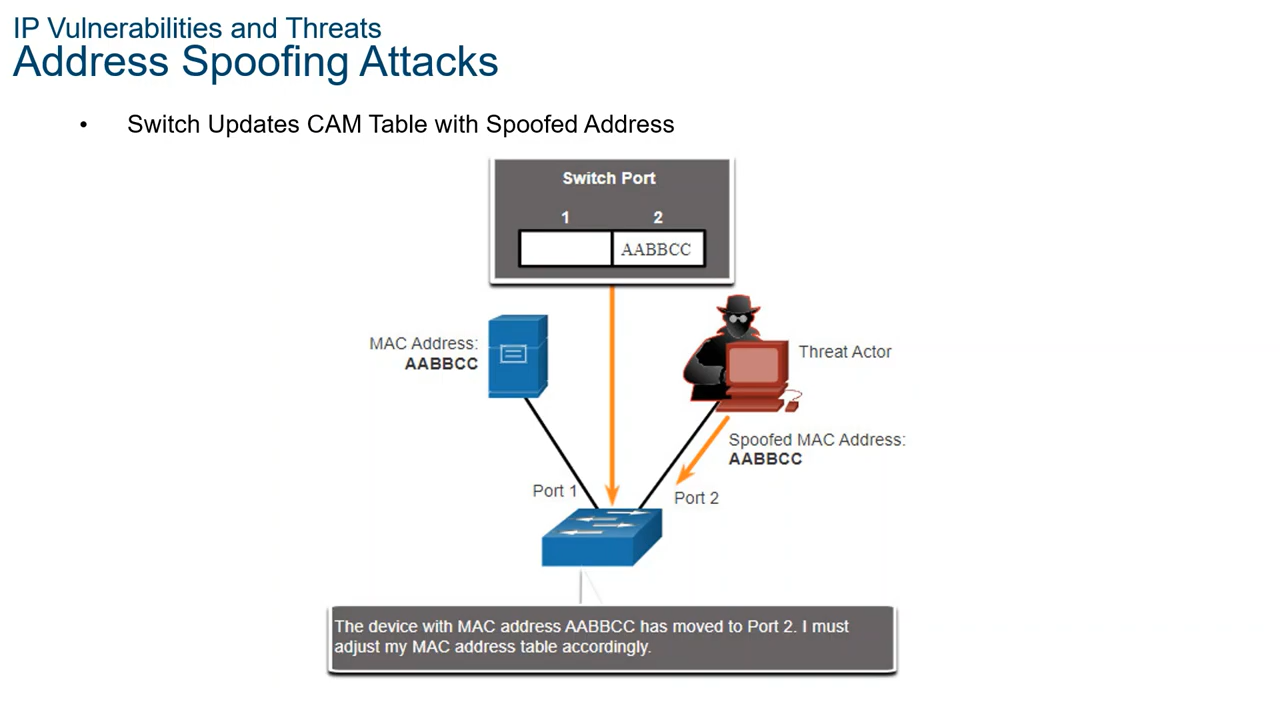 IP Vulnerabilities and Threats
Address Spoofing Attacks
• Switch Updates CAM Table with Spoofed Address
Switch Port
1 2
AABBCC
MAC Address:
AABBCC
Threat Actor
Spoofed MAC Address:
AABBCC
Port 1
Port 2
The device with MAC address AABBCC has moved to Port 2. I must
adjust my MAC address table accordingly.